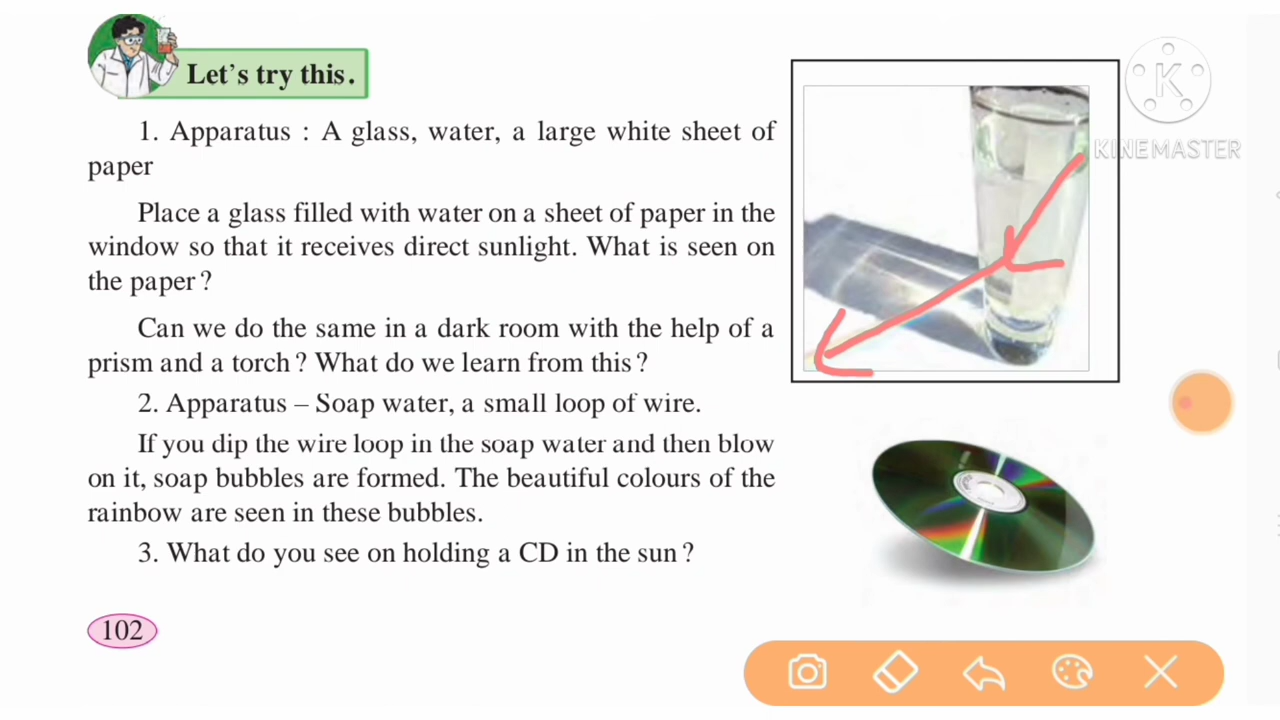 Let's try this.
1. Apparatus : A glass, water, a large white sheet of
paper
Place a glass filled with water on a sheet of paper in the
window so that it receives direct sunlight. What is seen on
the paper ?
Can we do the same in a dark room with the help of a
prism and a torch ? What do we learn from this ?
2. Apparatus – Soap water, a small loop of wire.
If you dip the wire loop in the soap water and then blow
on it, soap bubbles are formed. The beautiful colours of the
rainbow are seen in these bubbles.
3. What do you see on holding a CD in the sun ?
102
K
KINEMASTER